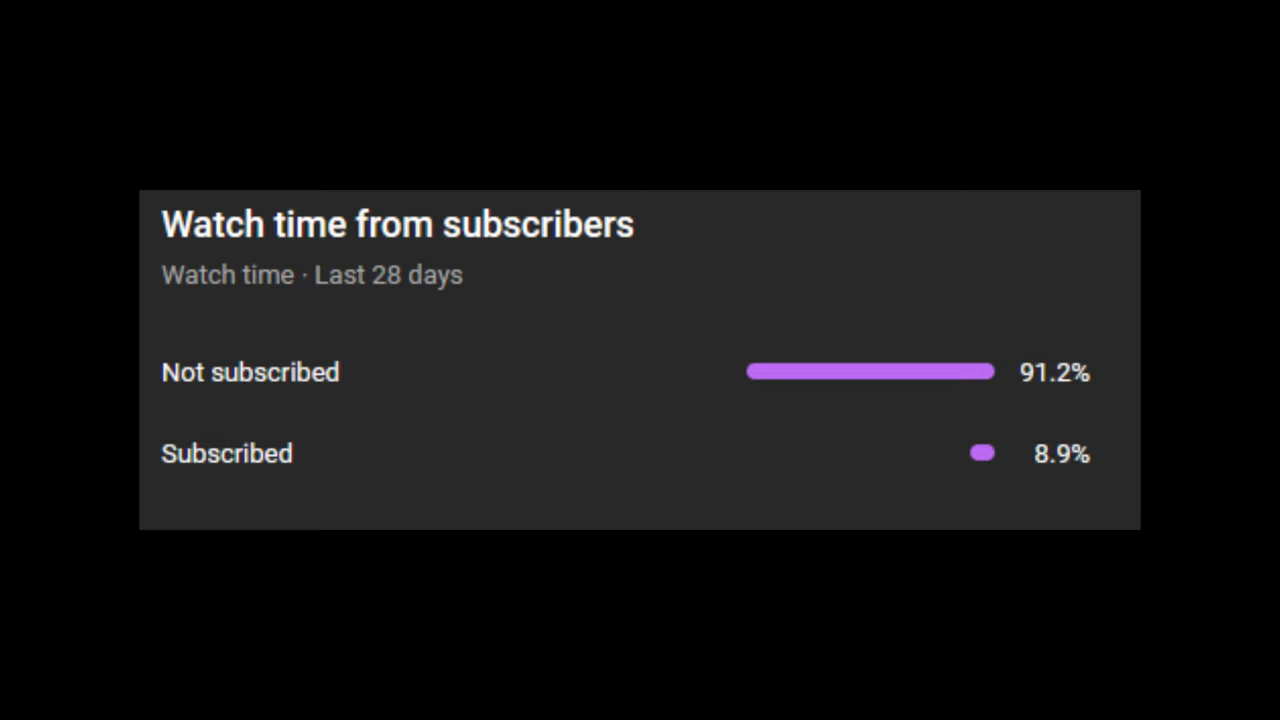 Watch time from subscribers
Watch time · Last 28 days
Not subscribed 91.2%
Subscribed 8.9%